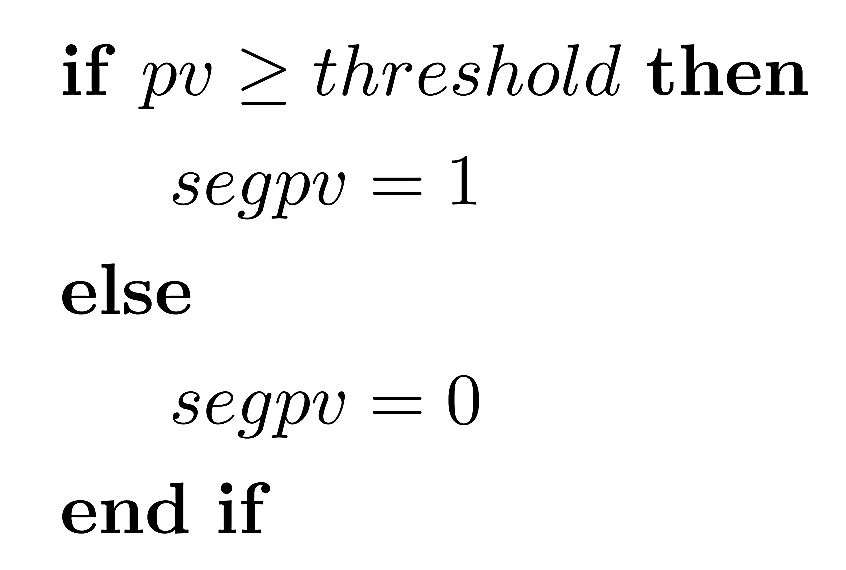 if pv ≥ threshold then
segpv = 1
else
segpv = 0
end if